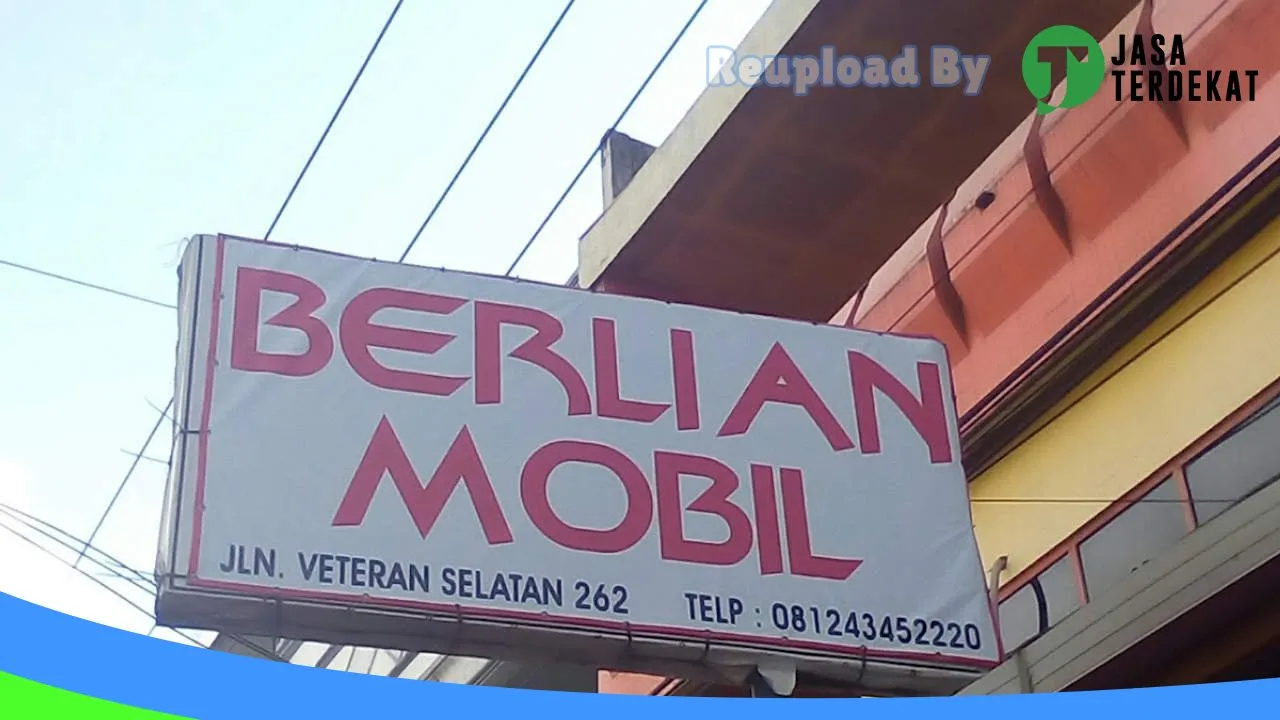 Reupload By
JASA
TERDEKAT
BERLIAN
MOBIL
JLN. VETERAN SELATAN 262 TELP : 081243452220